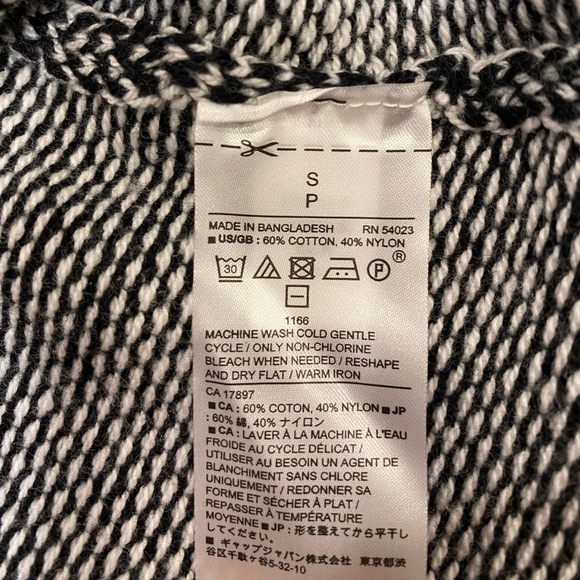 S
P
MADE IN BANGLADESH RN 54023
■ US/GB : 60% COTTON, 40% NYLON
30 P ®
1166
MACHINE WASH COLD GENTLE
CYCLE / ONLY NON-CHLORINE
BLEACH WHEN NEEDED / RESHAPE
AND DRY FLAT / WARM IRON
CA 17897
■ CA : 60% COTON, 40% NYLON ■ JP
: 60% 綿, 40% ナイロン
■ CA : LAVER À LA MACHINE À L'EAU
FROIDE AU CYCLE DÉLICAT /
UTILISER AU BESOIN UN AGENT DE
BLANCHIMENT SANS CHLORE
UNIQUEMENT / REDONNER SA
FORME ET SÉCHER À PLAT /
REPASSER À TEMPÉRATURE
MOYENNE ■ JP : 形を整えてから平干し
してください。
■ ギャップジャパン株式会社 東京都渋
谷区千駄ヶ谷5-32-10